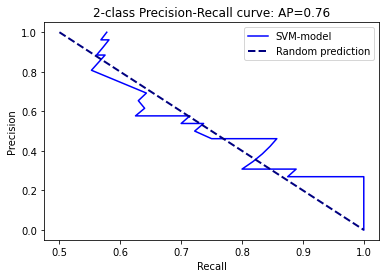 2-class Precision-Recall curve: AP=0.76
SVM-model
Random prediction
Precision
1.0
0.8
0.6
0.4
0.2
0.0
0.5 0.6 0.7 0.8 0.9 1.0
Recall